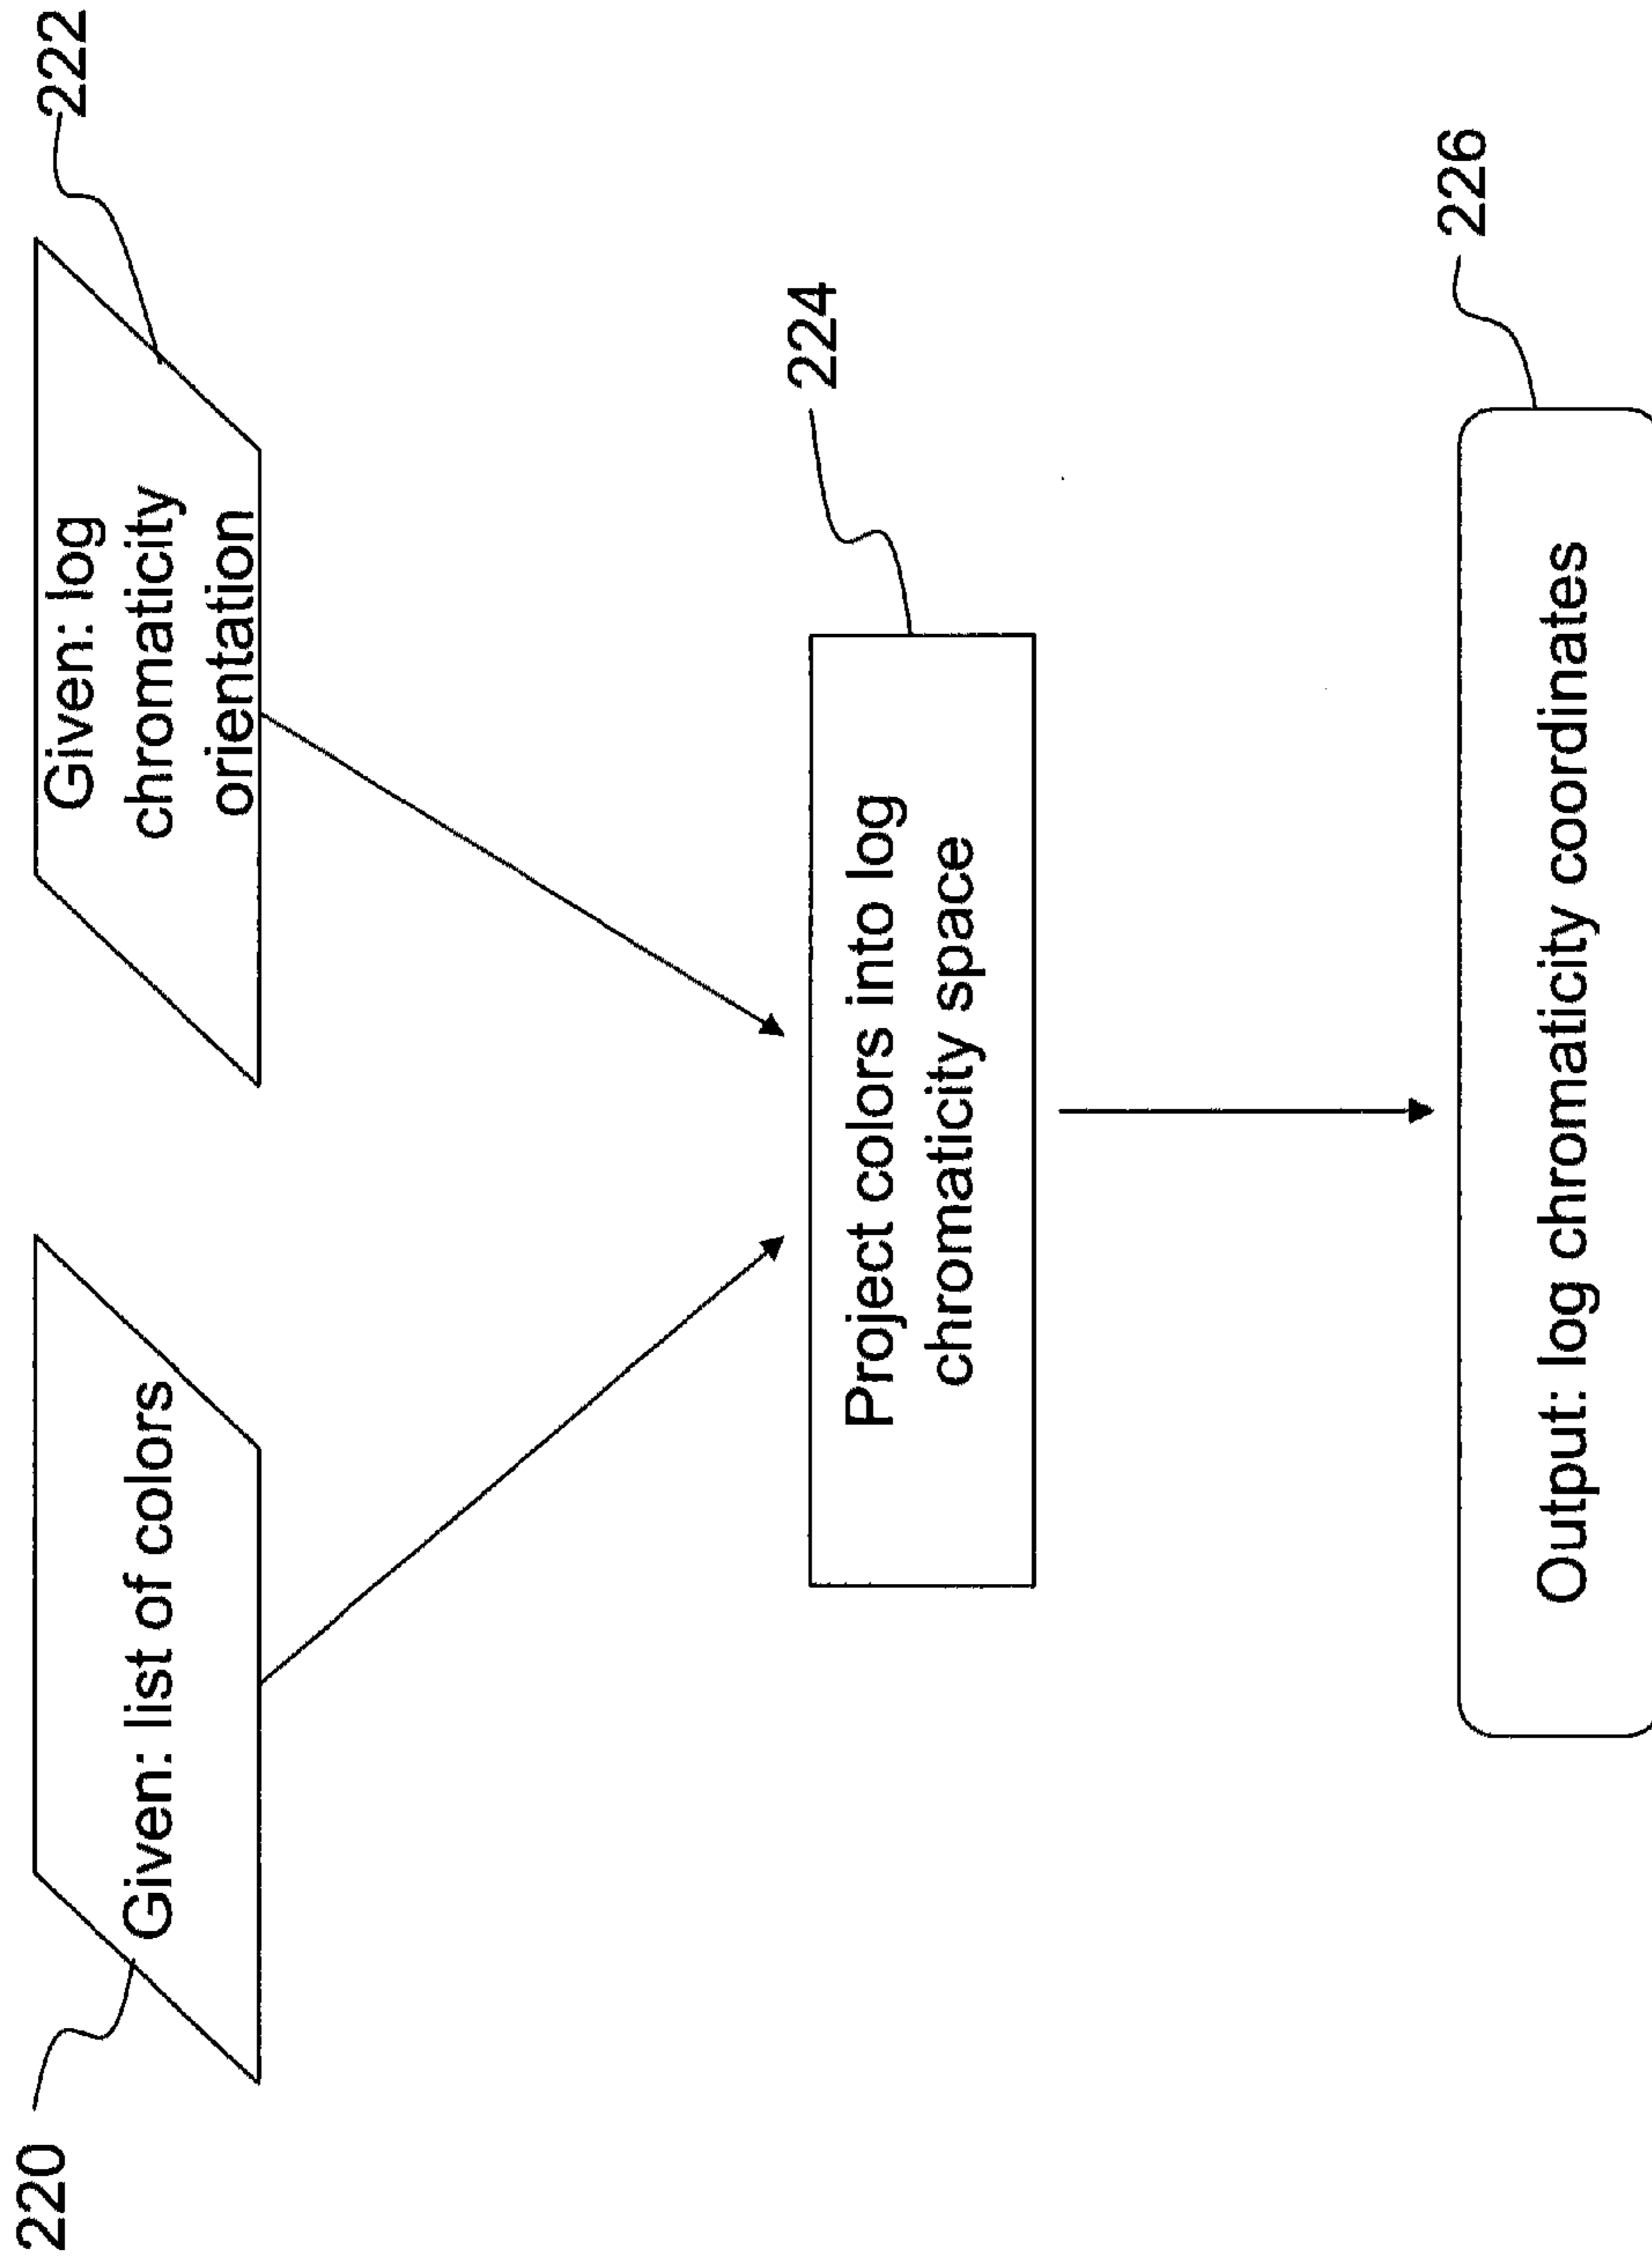 220
Given: list of colors
Given: log
chromaticity
orientation
222
Project colors into log
chromaticity space
224
Output: log chromaticity coordinates
226